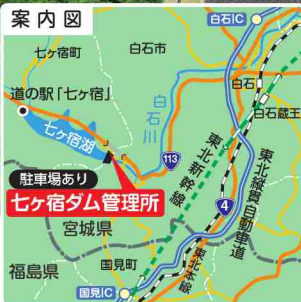 案内図
白石IC
七ヶ宿町
白石市
道の駅「七ヶ宿」
白石
白石川
白石蔵王
七ヶ宿湖
113
東北新幹線
東北縦貫自動車道
駐車場あり
七ヶ宿ダム管理所
4
宮城県
福島県
国見町
東北本線
国見IC